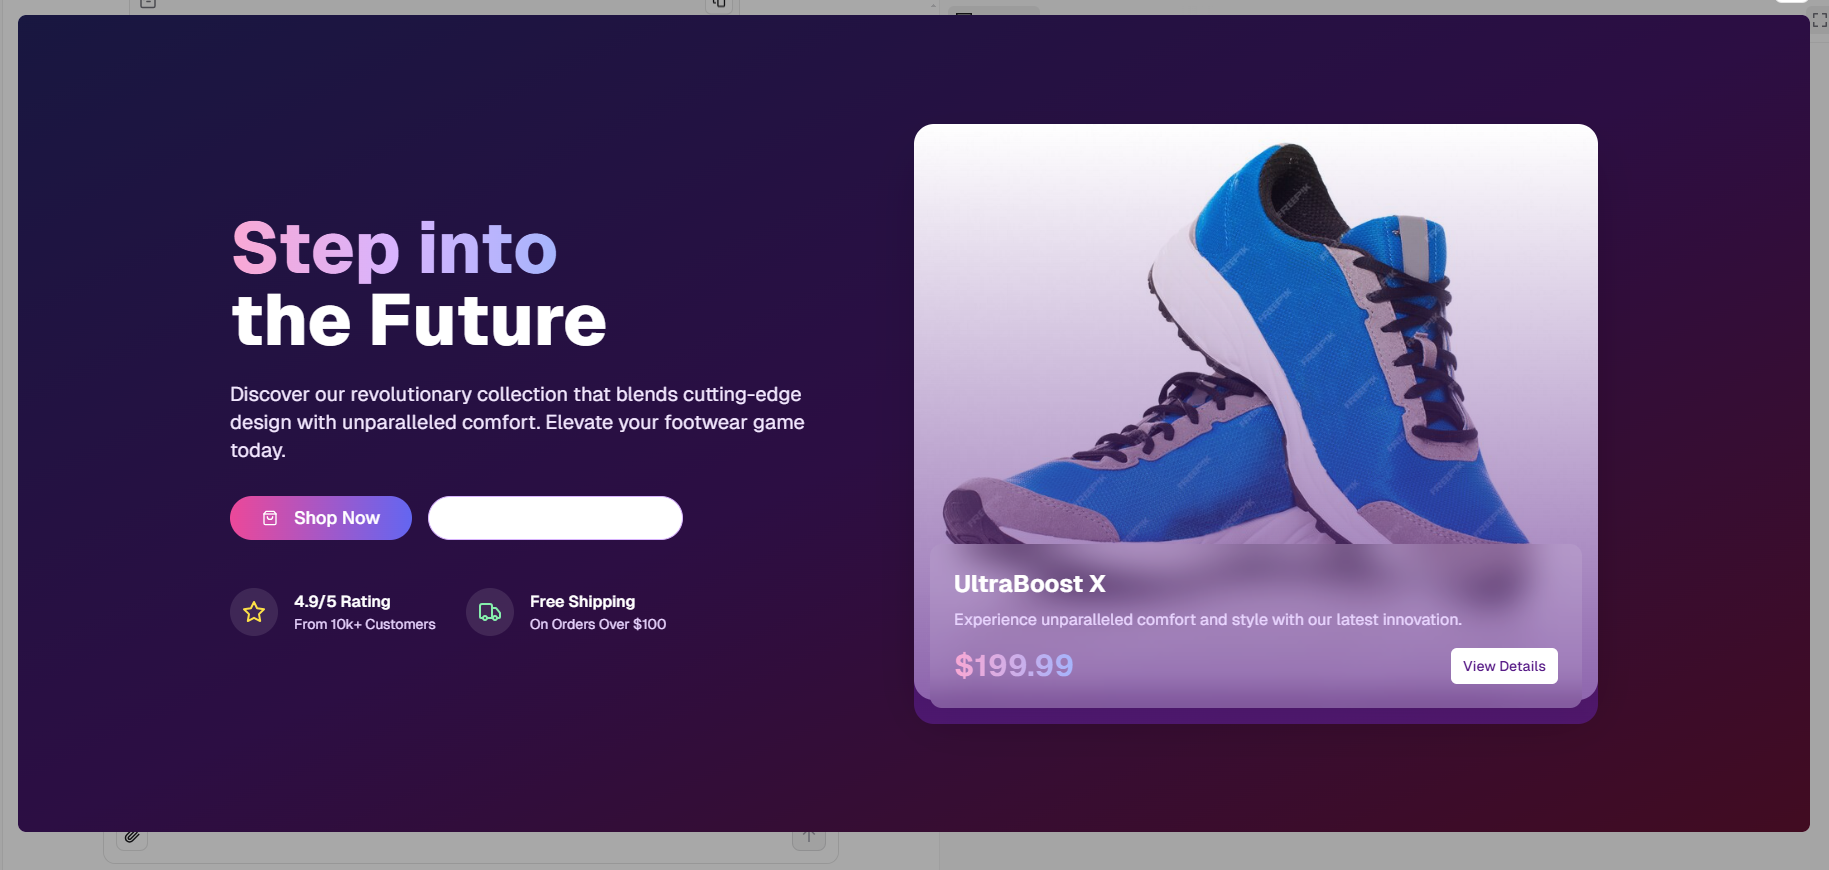 Step into
the Future
Discover our revolutionary collection that blends cutting-edge
design with unparalleled comfort. Elevate your footwear game
today.
Shop Now
4.9/5 Rating
From 10k+ Customers
Free Shipping
On Orders Over $100
FREEPIK
UltraBoost X
Experience unparalleled comfort and style with our latest innovation.
$199.99
View Details